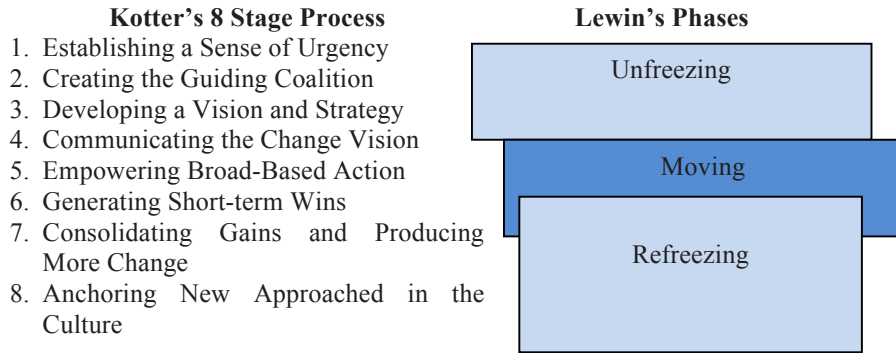 Kotter's 8 Stage Process
1. Establishing a Sense of Urgency
2. Creating the Guiding Coalition
3. Developing a Vision and Strategy
4. Communicating the Change Vision
5. Empowering Broad-Based Action
6. Generating Short-term Wins
7. Consolidating Gains and Producing
More Change
8. Anchoring New Approached in the
Culture
Lewin's Phases
Unfreezing
Moving
Refreezing